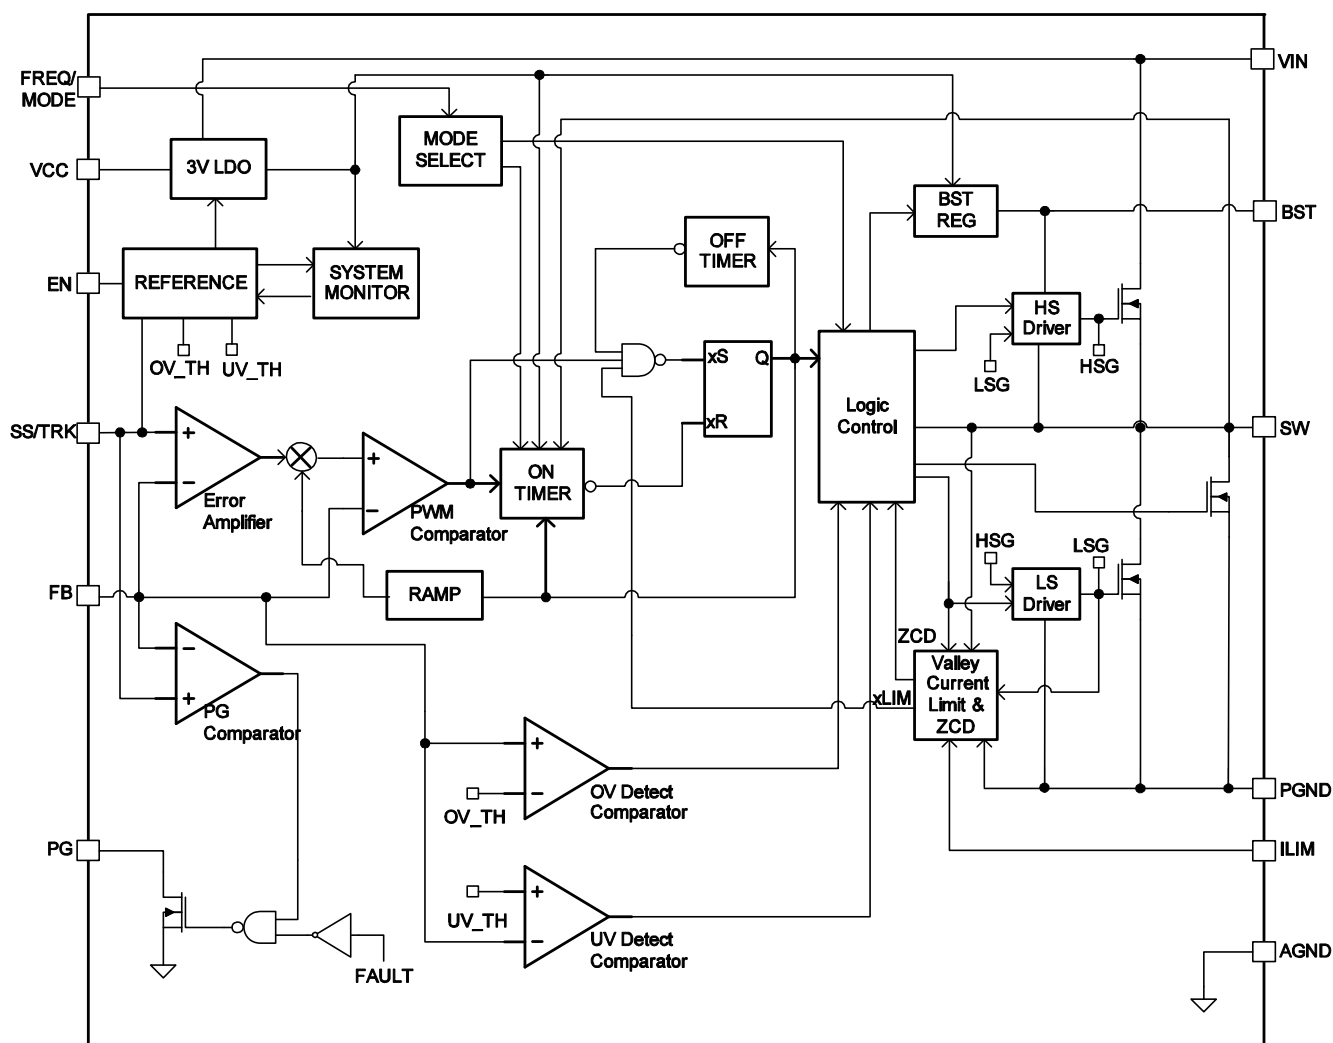 FREQ/
MODE
VIN
MODE
SELECT
VCC
3V LDO
BST
REG
BST
OFF
TIMER
EN
REFERENCE
SYSTEM
MONITOR
HS
Driver
OV_TH
UV_TH
xS
Q
LSG
HSG
SS/TRK
+
−
Error
Amplifier
+
−
PWM
Comparator
xR
Logic
Control
SW
ON
TIMER
HSG
LSG
FB
RAMP
LS
Driver
−
+
PG
Comparator
ZCD
xLIM
Valley
Current
Limit &
ZCD
+
−
OV_TH
OV Detect
Comparator
PGND
PG
ILIM
+
−
UV_TH
UV Detect
Comparator
FAULT
AGND